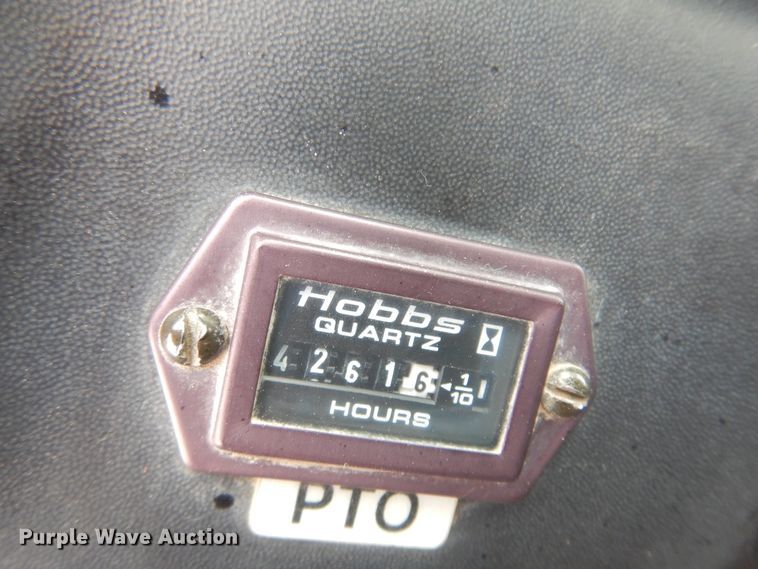 Hobbs
QUARTZ
4 2 6 1 6 ◄ 1/10
HOURS
PTO
Purple Wave Auction